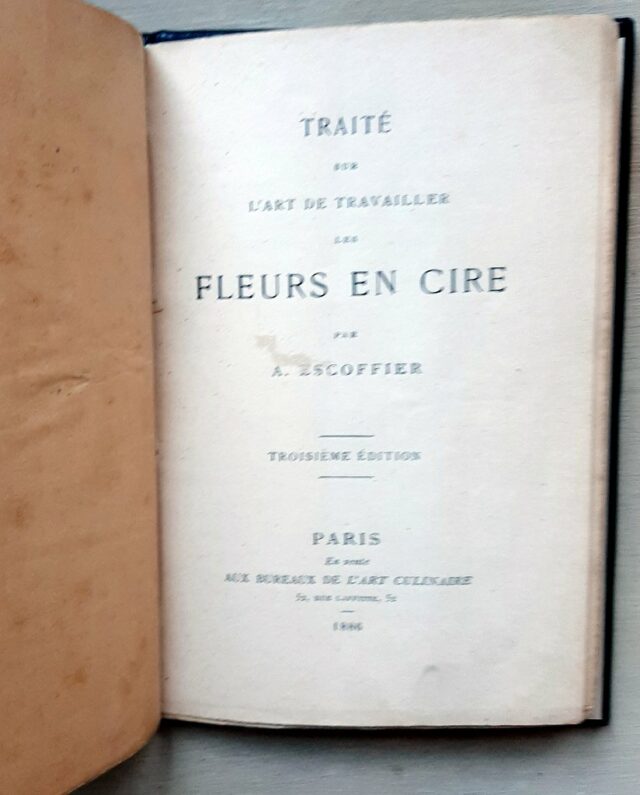 TRAITÉ
SUR
L'ART DE TRAVAILLER
LES
FLEURS EN CIRE
PAR
A. ESCOFFIER
TROISIÈME ÉDITION
PARIS
En vente
AUX BUREAUX DE L'ART CULINAIRE
RUE
1886